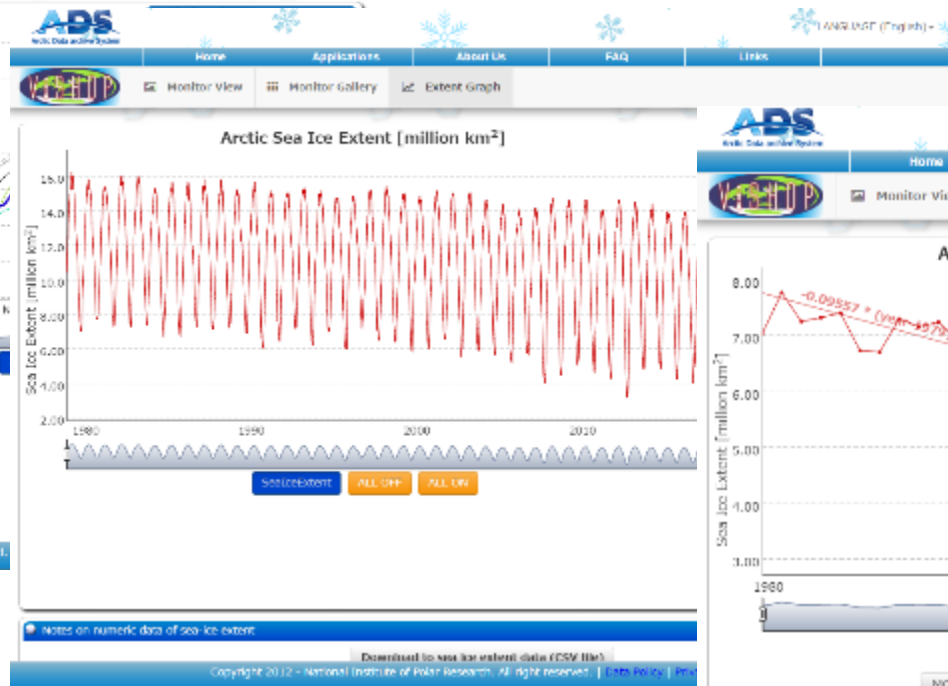 ADS
Arctic Data archive System
LANGUAGE (English)
Home
Applications
About Us
FAQ
Links
VISHOP
Monitor View
Monitor Gallery
Extent Graph
Arctic Sea Ice Extent [million km²]
Sea Ice Extent [million km²]
16.0
14.0
12.0
10.0
8.00
6.00
4.00
2.00
1980
1990
2000
2010
SeaIceExtent
ALL OFF
ALL ON
Notes on numeric data of sea-ice extent
Download to sea ice extent data (CSV file)
Copyright 2012 - National Institute of Polar Research, All right reserved. | Data Policy |
ADS
Arctic Data archive System
Home
VISHOP
Monitor
A
Sea Ice Extent [million km²]
8.00
7.00
6.00
5.00
4.00
3.00
-0.09557 * (year-1979
1980